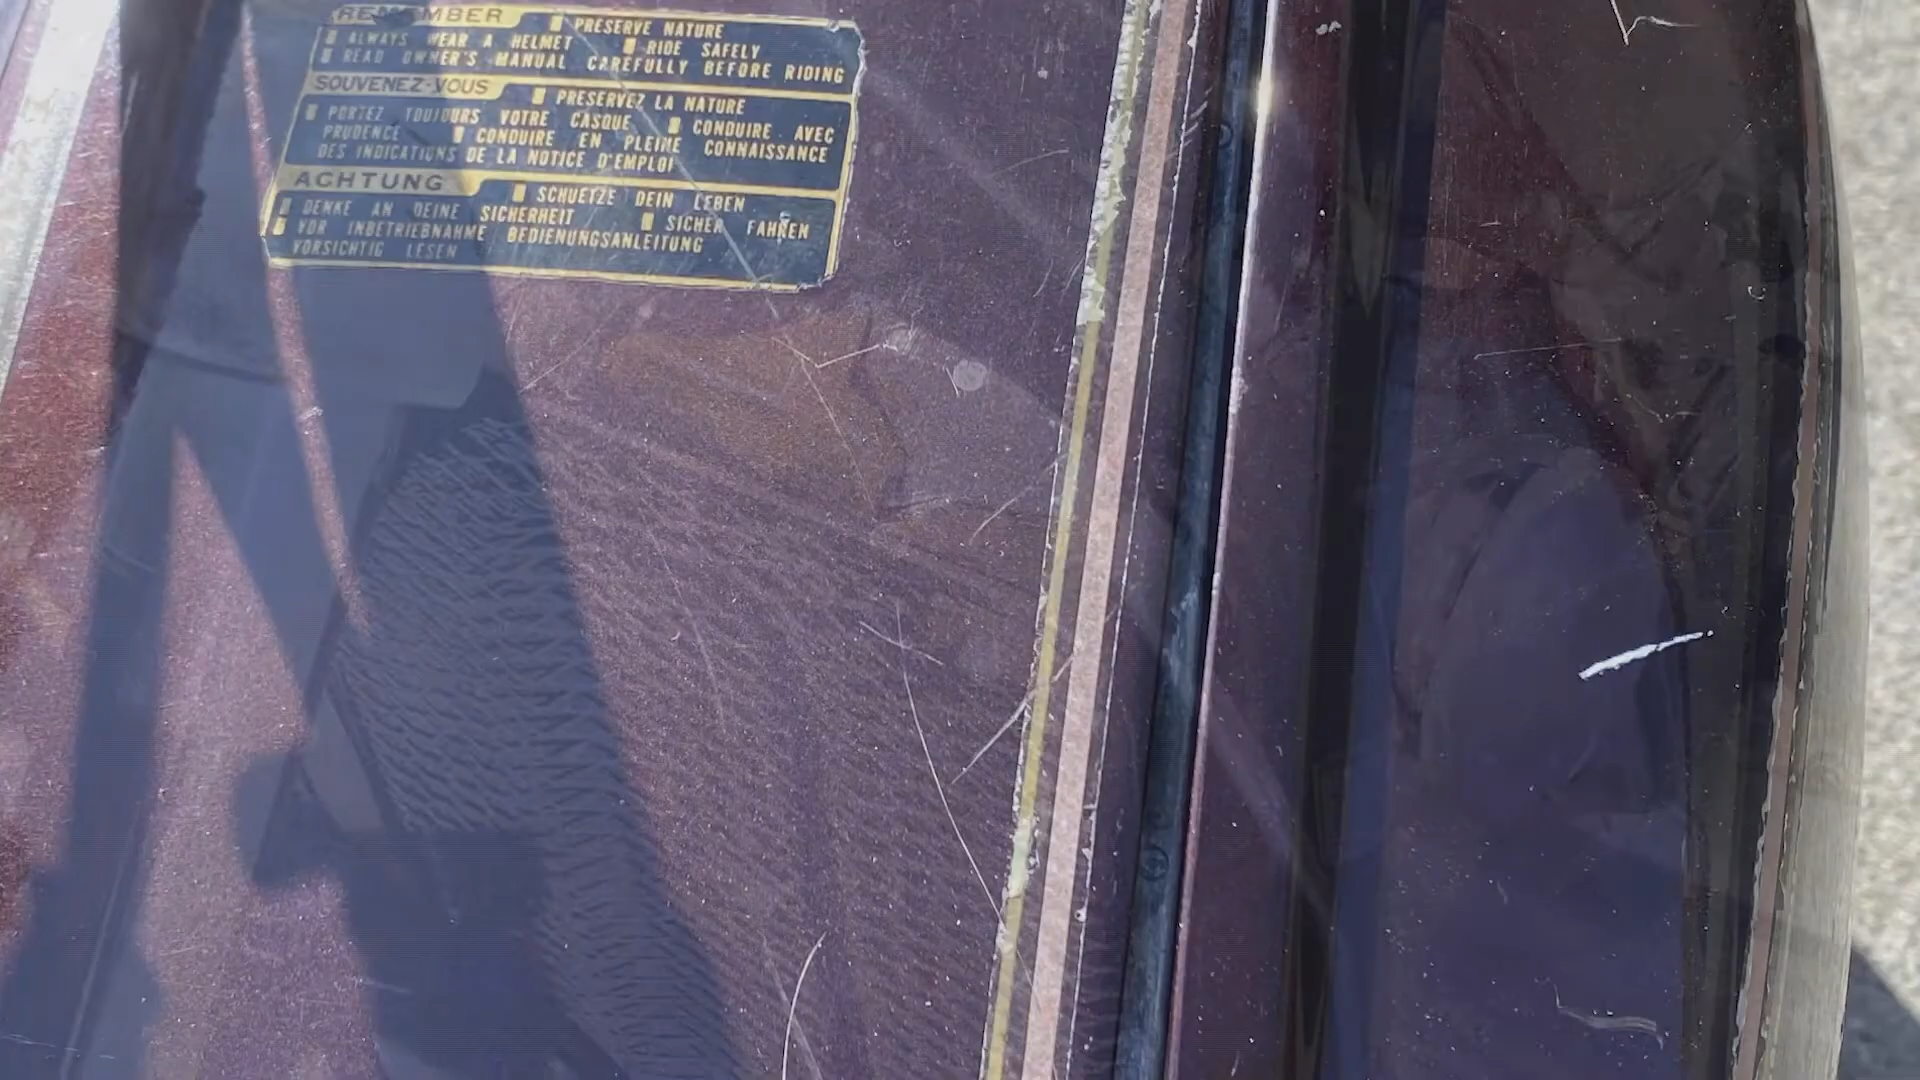 REMEMBER ▮ PRESERVE NATURE
▮ ALWAYS WEAR A HELMET ▮ RIDE SAFELY
▮ READ OWNER'S MANUAL CAREFULLY BEFORE RIDING
SOUVENEZ-VOUS ▮ PRESERVEZ LA NATURE
▮ PORTEZ TOUJOURS VOTRE CASQUE ▮ CONDUIRE AVEC
PRUDENCE ▮ CONDUIRE EN PLEINE CONNAISSANCE
DES INDICATIONS DE LA NOTICE D'EMPLOI
ACHTUNG ▮ SCHUETZE DEIN LEBEN
▮ DENKE AN DEINE SICHERHEIT ▮ SICHER FAHREN
▮ VOR INBETRIEBNAHME BEDIENUNGSANLEITUNG
VORSICHTIG LESEN